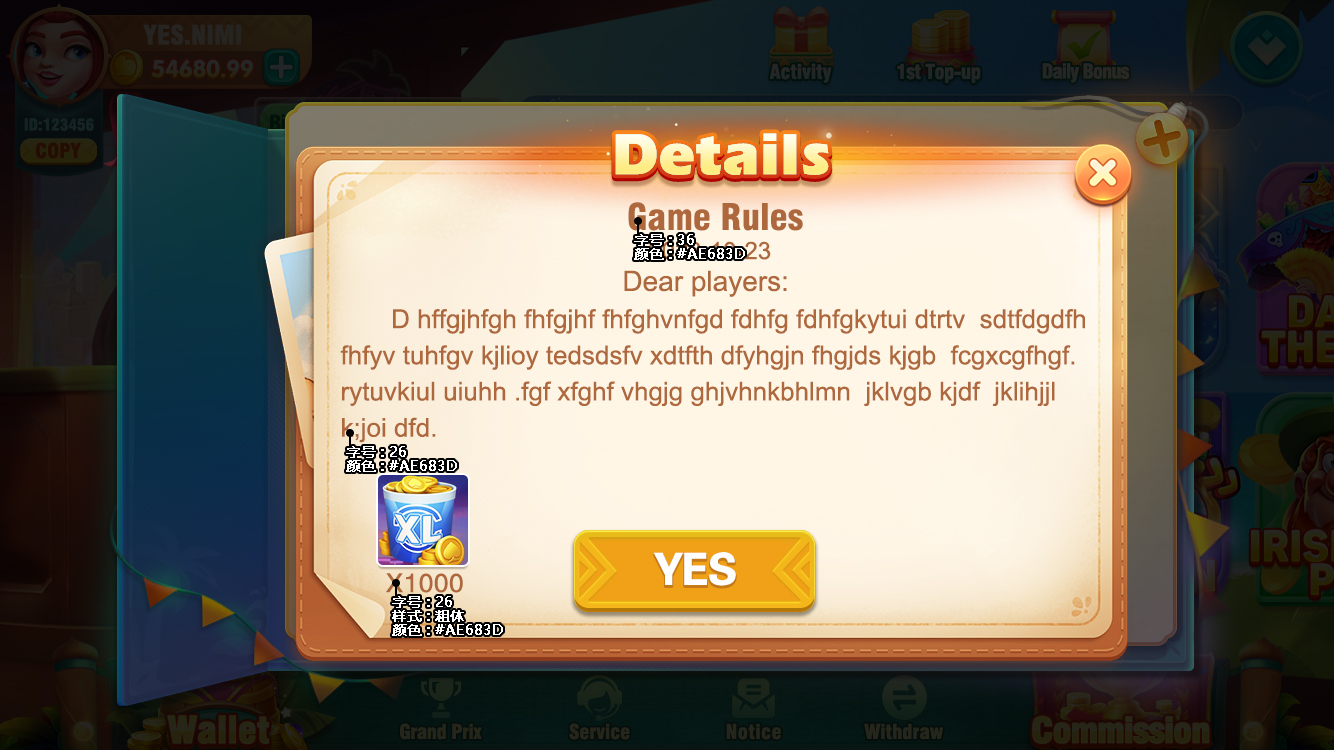 YES.NIMI
54680.99
ID:123456
COPY
Activity
1st Top-up
Daily Bonus
Details
Game Rules
字号：36
颜色：#AE683D
23
Dear players:
D hffgjhfgh fhfgjhf fhfghvnfgd fdhfg fdhfgkytui dtrtv sdtfdgdfh
fhfyv tuhfgv kjlioy tedsdsfv xdtfth dfyhgjn fhgjds kjgb fcgxcgfhgf.
rytuvkiul uiuhh .fgf xfghf vhgjg ghjvhnkbhlmn jklvgb kjdf jklihjjl
k;joi dfd.
字号：26
颜色：#AE683D
XL
X1000
字号：26
样式：粗体
颜色：#AE683D
YES
Wallet
Grand Prix
Service
Notice
Withdraw
Commission